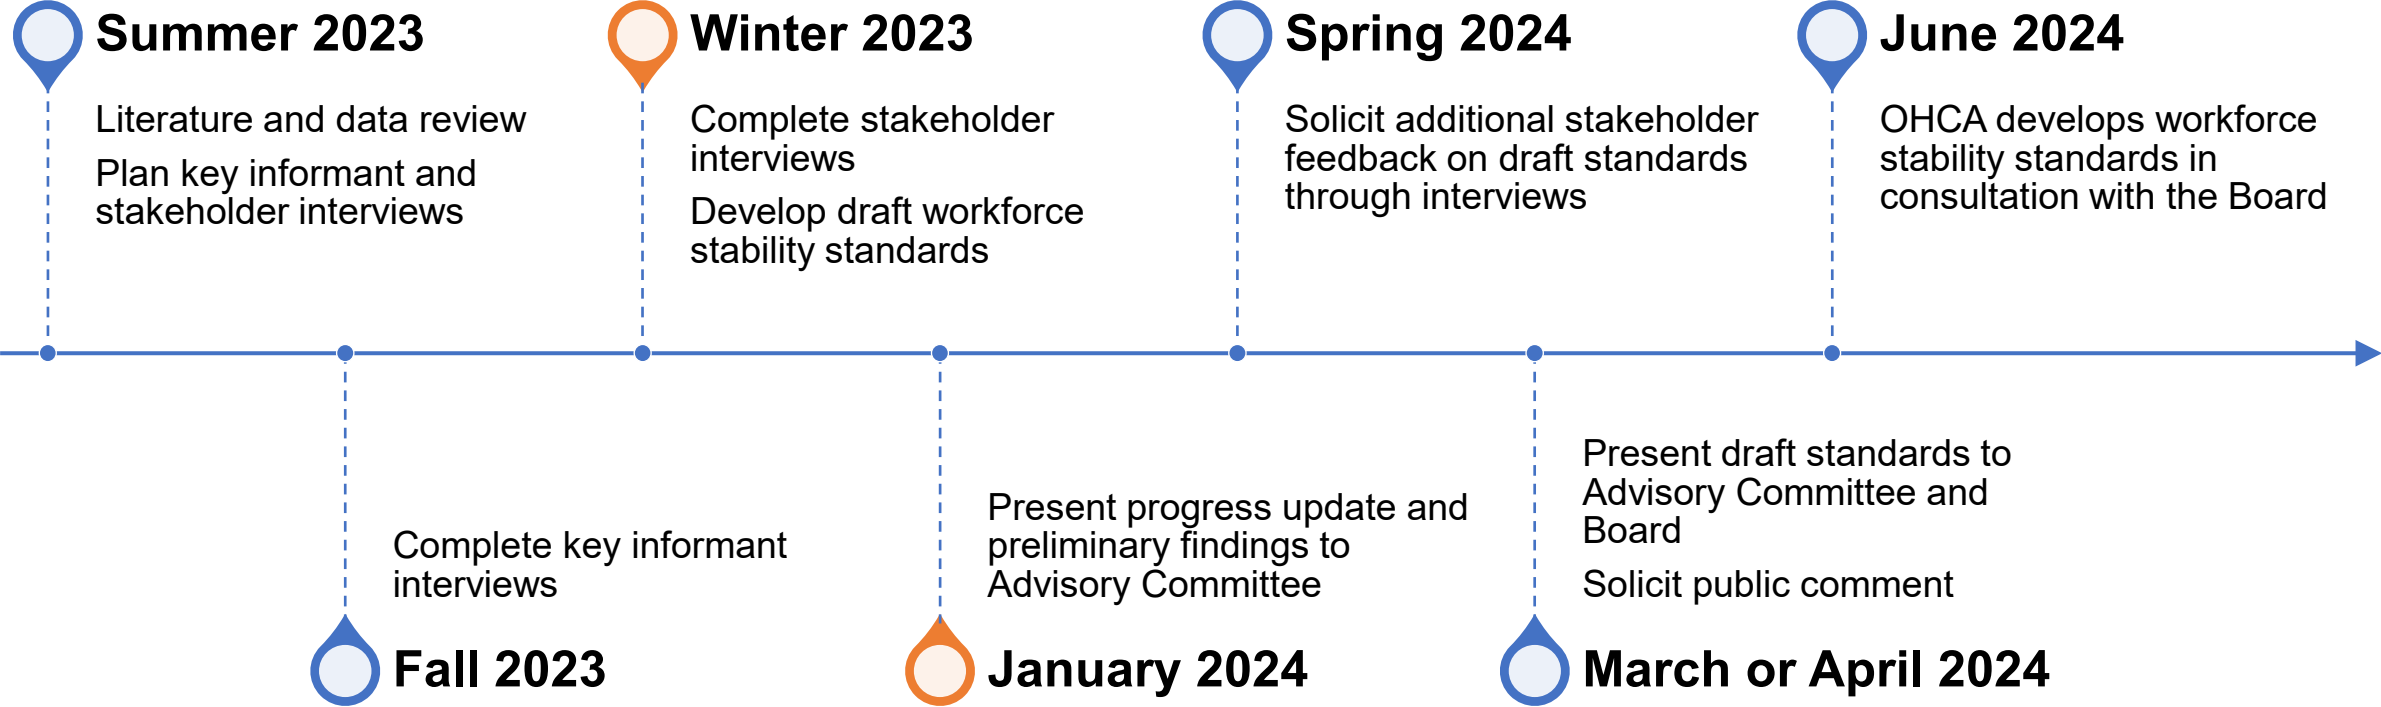 Summer 2023
Literature and data review
Plan key informant and
stakeholder interviews
Fall 2023
Complete key informant
interviews
Winter 2023
Complete stakeholder
interviews
Develop draft workforce
stability standards
January 2024
Present progress update and
preliminary findings to
Advisory Committee
Spring 2024
Solicit additional stakeholder
feedback on draft standards
through interviews
March or April 2024
Present draft standards to
Advisory Committee and
Board
Solicit public comment
June 2024
OHCA develops workforce
stability standards in
consultation with the Board